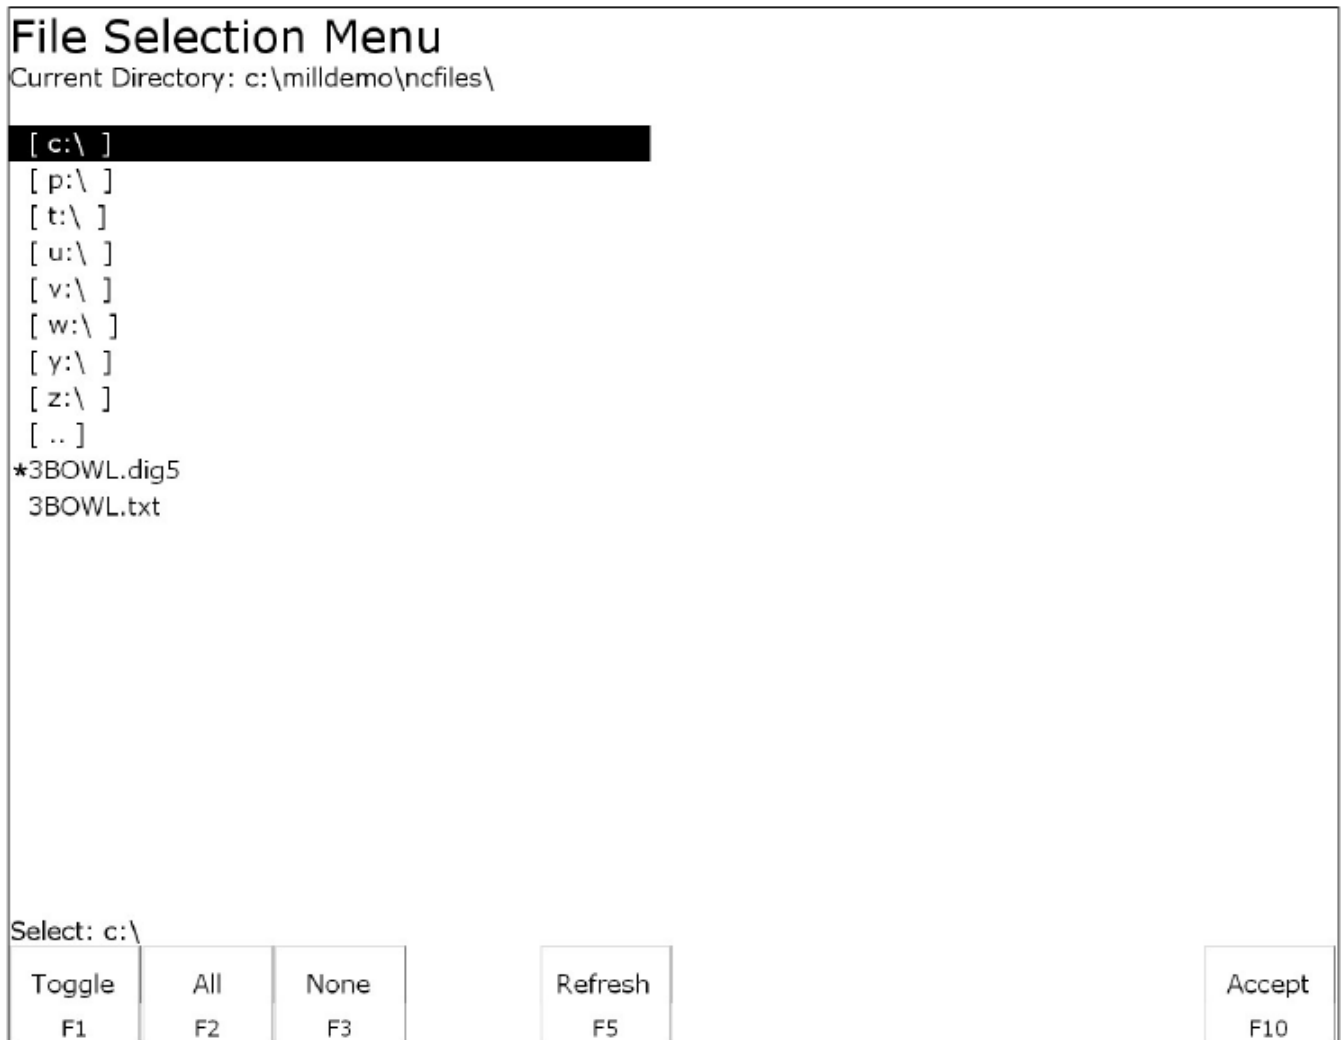 File Selection Menu
Current Directory: c:\milldemo\ncfiles\
[ c:\ ]
[ p:\ ]
[ t:\ ]
[ u:\ ]
[ v:\ ]
[ w:\ ]
[ y:\ ]
[ z:\ ]
[ .. ]
*3BOWL.dig5
3BOWL.txt
Select: c:\
Toggle All None Refresh Accept
F1 F2 F3 F5 F10